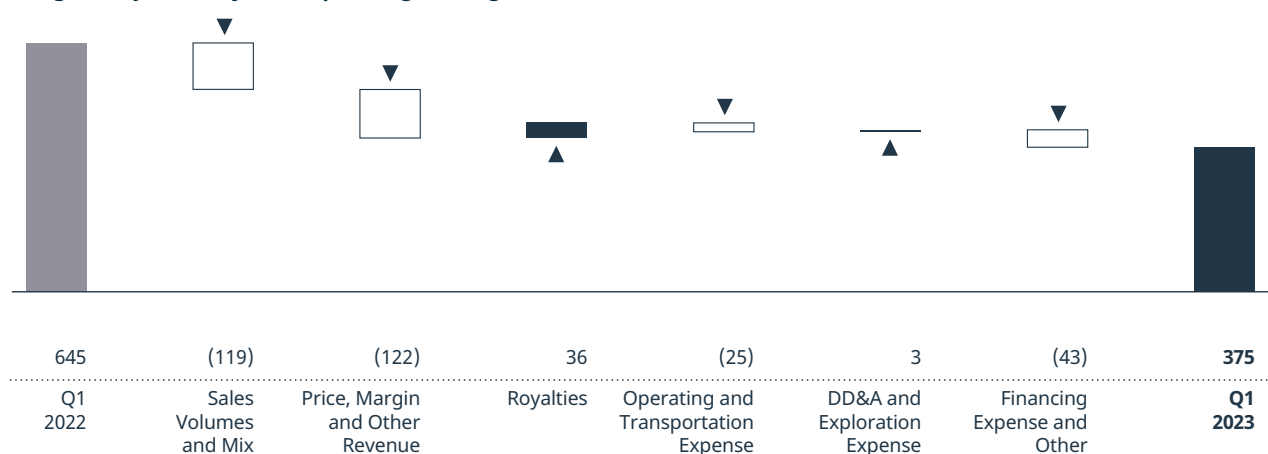 645 (119) (122) 36 (25) 3 (43) 375
Q1 Sales Price, Margin Royalties Operating and DD&A and Financing Q1
2022 Volumes and Other Transportation Exploration Expense and 2023
and Mix Revenue Expense Expense Other